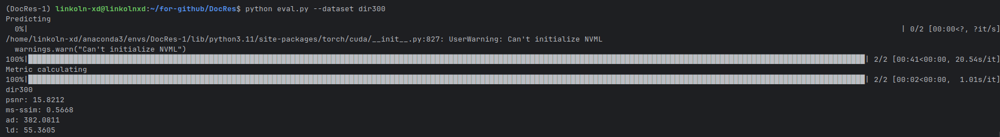 (DocRes-1) linkoln-xd@linkolnxd:~/for-github/DocRes$ python eval.py --dataset dir300
Predicting
  0%|          | 0/2 [00:00<?, ?it/s]
/home/linkoln-xd/anaconda3/envs/DocRes-1/lib/python3.11/site-packages/torch/cuda/__init__.py:827: UserWarning: Can't initialize NVML
  warnings.warn("Can't initialize NVML")
100%|██████████| 2/2 [00:41<00:00, 20.54s/it]
Metric calculating
100%|██████████| 2/2 [00:02<00:00,  1.01s/it]
dir300
psnr: 15.8212
ms-ssim: 0.5668
ad: 382.0811
ld: 55.3605